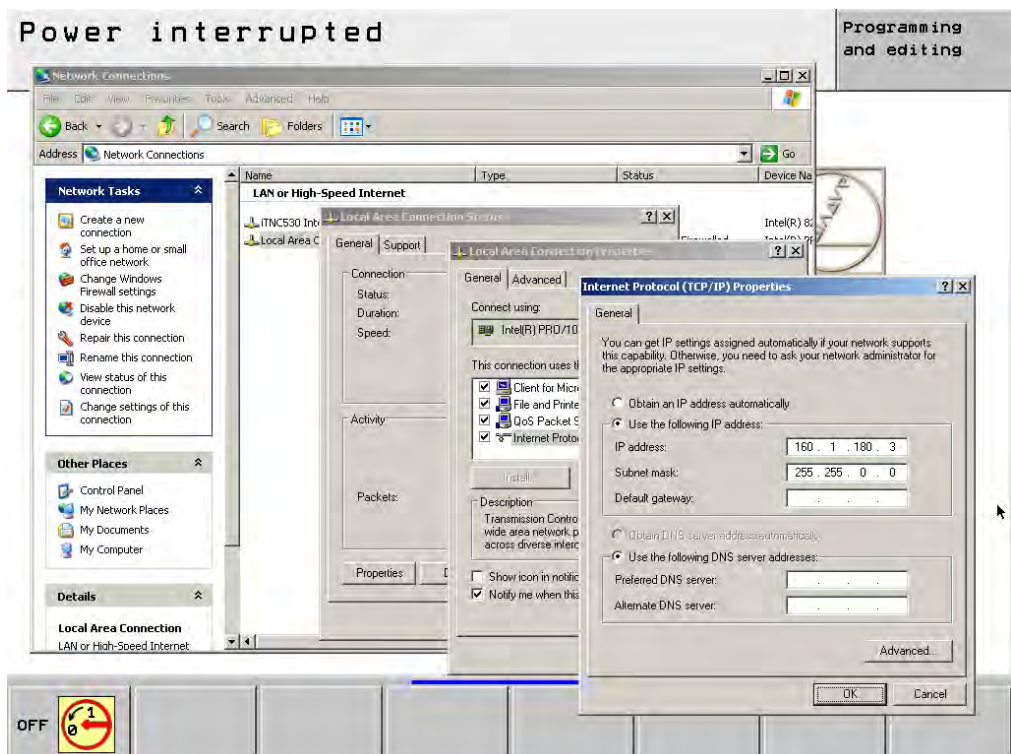 Power interrupted
Programming
and editing
Network Connections
File Edit View Favorites Tools Advanced Help
Back
Search
Folders
Address
Network Connections
Go
Network Tasks
Create a new
connection
Set up a home or small
office network
Change Windows
Firewall settings
Disable this network
device
Repair this connection
Rename this connection
View status of this
connection
Change settings of this
connection
Other Places
Control Panel
My Network Places
My Documents
My Computer
Details
Local Area Connection
LAN or High-Speed Internet
Name
Type
Status
Device Na
LAN or High-Speed Internet
iTNC530 Inte
Intel(R) 82
Local Area C
Firewalled
Local Area Connection Status
General
Support
Connection
Status:
Duration:
Speed:
Activity
Packets:
Properties
Local Area Connection Properties
General
Advanced
Connect using:
Intel(R) PRO/10
This connection uses th
Client for Micro
File and Printe
QoS Packet S
Internet Proto
Install...
Description
Transmission Contro
wide area network p
across diverse interc
Show icon in notific
Notify me when this
Internet Protocol (TCP/IP) Properties
General
You can get IP settings assigned automatically if your network supports
this capability. Otherwise, you need to ask your network administrator for
the appropriate IP settings.
Obtain an IP address automatically
Use the following IP address:
IP address:
160 . 1 . 180 . 3
Subnet mask:
255 . 255 . 0 . 0
Default gateway:
Obtain DNS server address automatically
Use the following DNS server addresses:
Preferred DNS server:
Alternate DNS server:
Advanced...
OK
Cancel
OFF
1
0